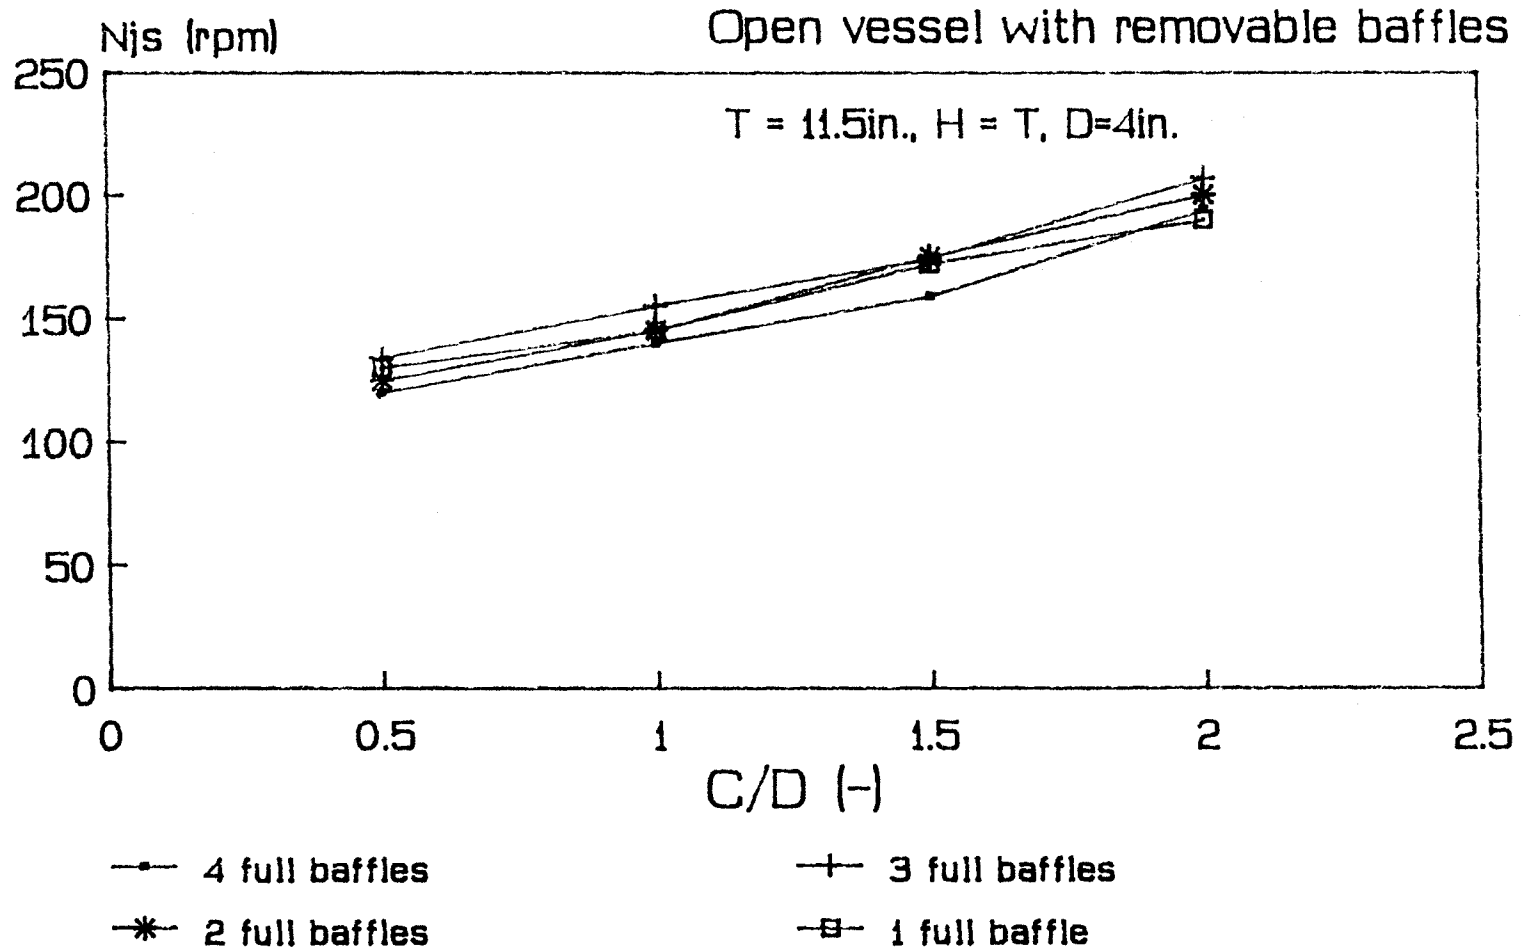 Njs (rpm)
Open vessel with removable baffles
T = 11.5in., H = T, D=4in.
250
200
150
100
50
0
0 0.5 1 1.5 2 2.5
C/D (-)
4 full baffles 3 full baffles
2 full baffles 1 full baffle